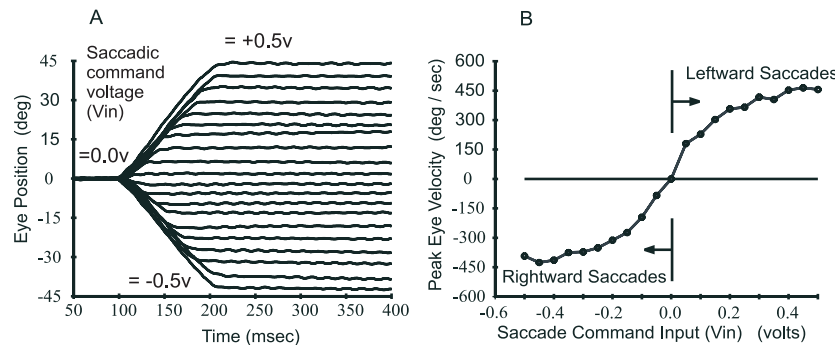 A
Saccadic
command
voltage
(Vin)
= +0.5v
=0.0v
= -0.5v
Eye Position (deg)
45
30
15
0
-15
-30
-45
50 100 150 200 250 300 350 400
Time (msec)
B
Leftward Saccades
Rightward Saccades
Peak Eye Velocity (deg / sec)
600
450
300
150
0
-150
-300
-450
-600
-0.6 -0.4 -0.2 0.0 0.2 0.4
Saccade Command Input (Vin) (volts)